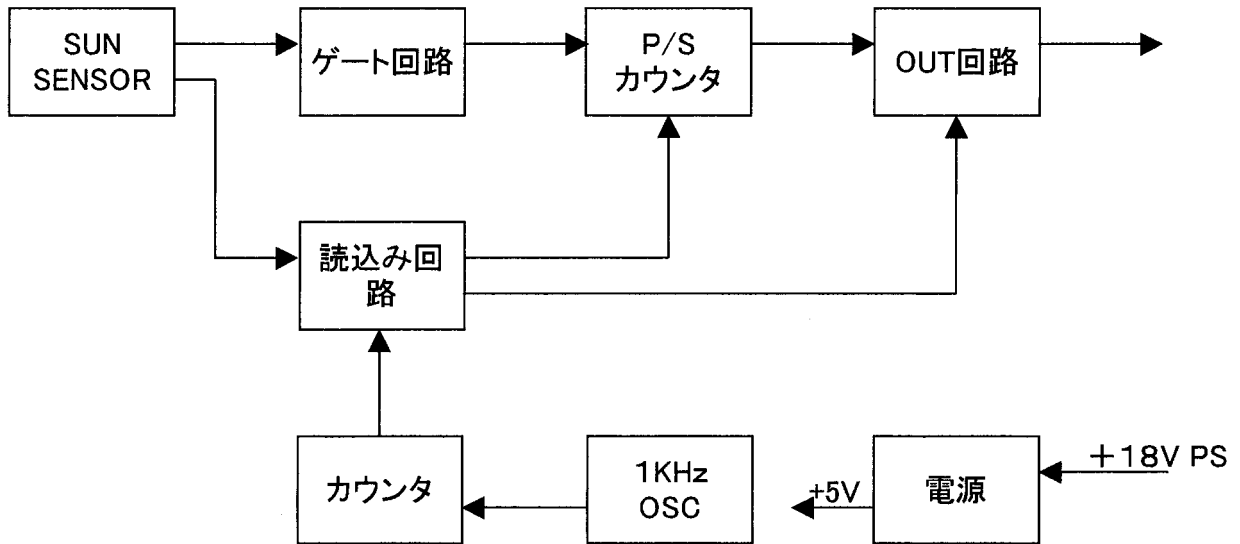 SUN
SENSOR
ゲート回路
P/S
カウンタ
OUT回路
読込み回
路
カウンタ
1KHz
OSC
+5V
電源
＋18V PS